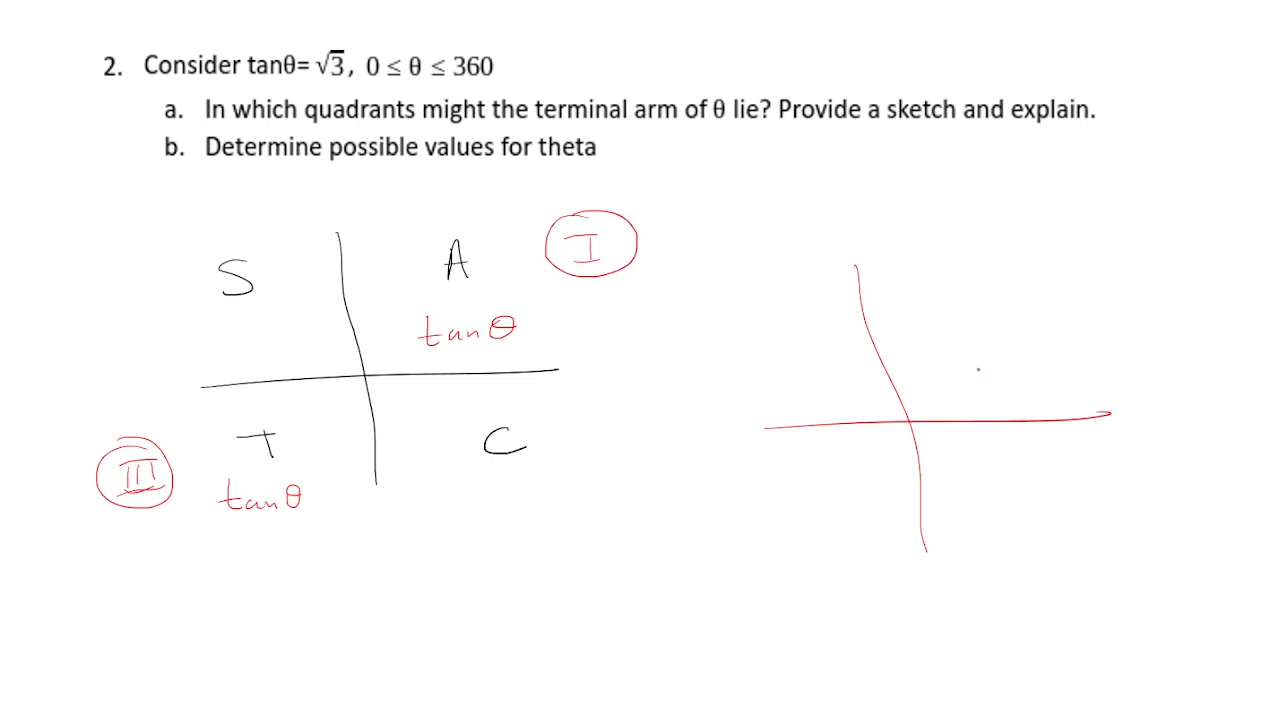 2. Consider tanθ= √3, 0 ≤ θ ≤ 360
a. In which quadrants might the terminal arm of θ lie? Provide a sketch and explain.
b. Determine possible values for theta
S
A
I
tanθ
III
T
C
tanθ